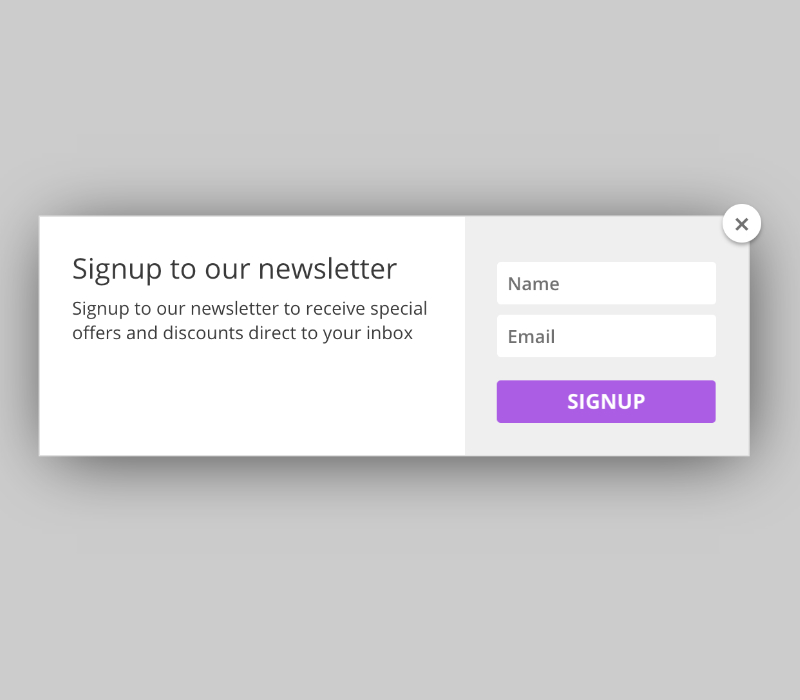 Signup to our newsletter
Signup to our newsletter to receive special
offers and discounts direct to your inbox
Name
Email
SIGNUP